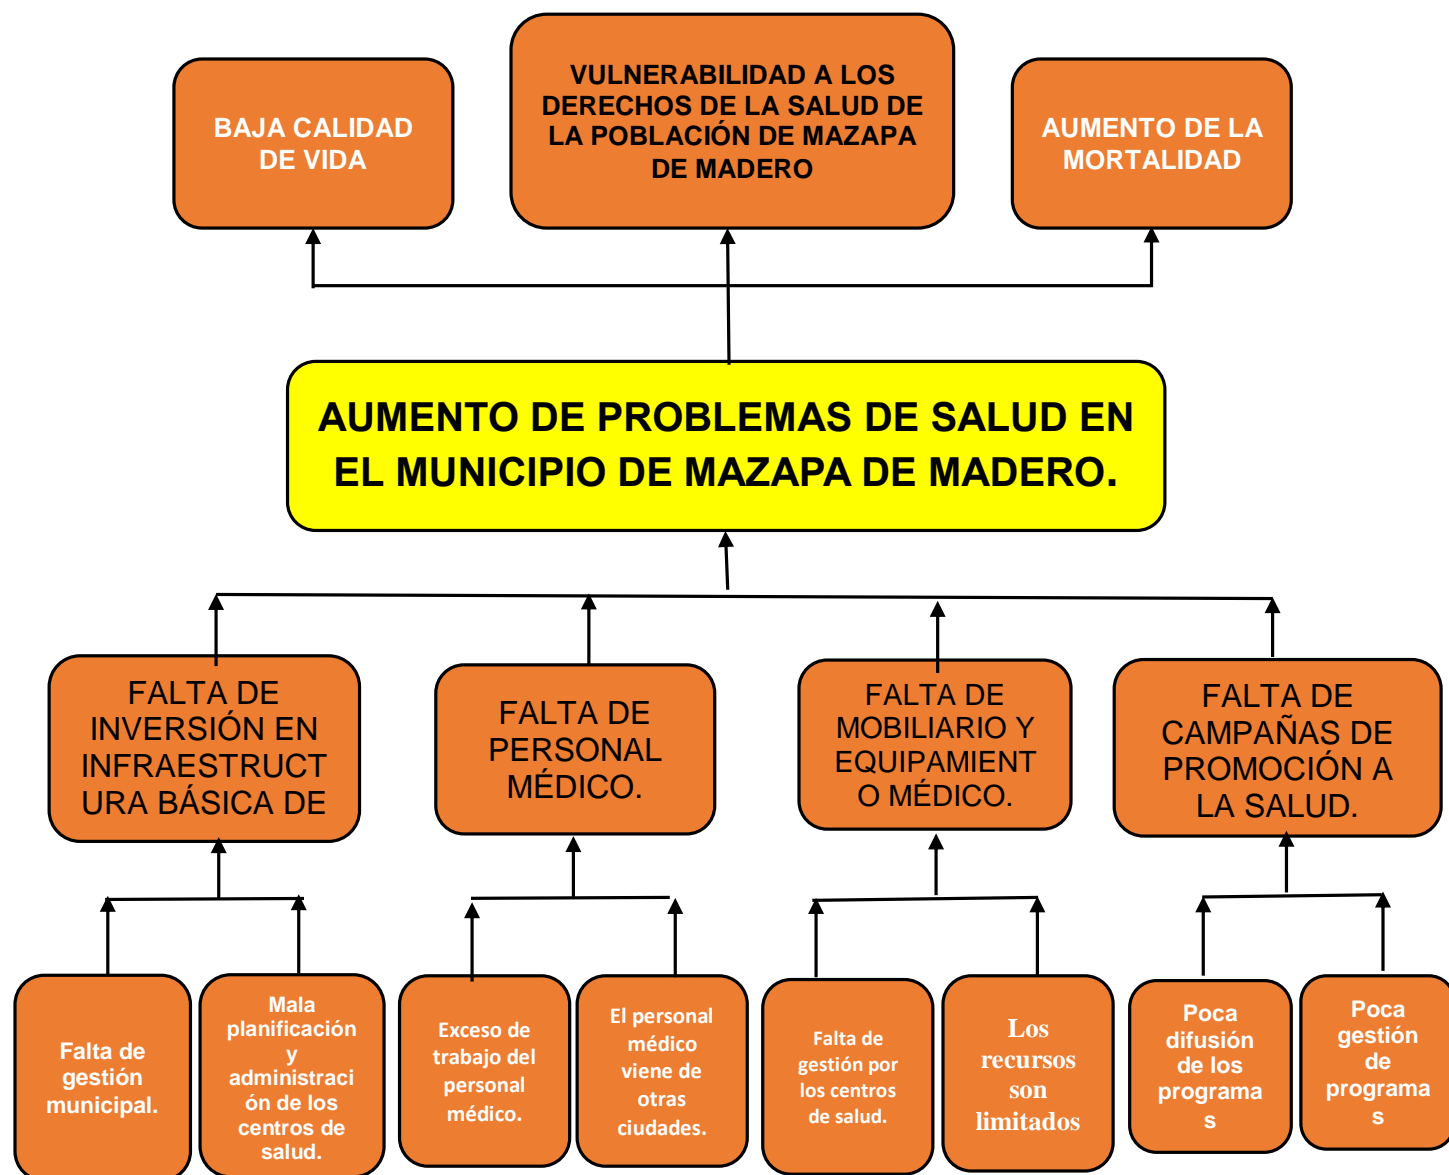 BAJA CALIDAD
DE VIDA
VULNERABILIDAD A LOS
DERECHOS DE LA SALUD DE
LA POBLACIÓN DE MAZAPA
DE MADERO
AUMENTO DE LA
MORTALIDAD
AUMENTO DE PROBLEMAS DE SALUD EN
EL MUNICIPIO DE MAZAPA DE MADERO.
FALTA DE
INVERSIÓN EN
INFRAESTRUCT
URA BÁSICA DE
FALTA DE
PERSONAL
MÉDICO.
FALTA DE
MOBILIARIO Y
EQUIPAMIENT
O MÉDICO.
FALTA DE
CAMPAÑAS DE
PROMOCIÓN A
LA SALUD.
Falta de
gestión
municipal.
Mala
planificación
y
administraci
ón de los
centros de
salud.
Exceso de
trabajo del
personal
médico.
El personal
médico
viene de
otras
ciudades.
Falta de
gestión por
los centros
de salud.
Los
recursos
son
limitados
Poca
difusión
de los
programa
s
Poca
gestión
de
programa
s